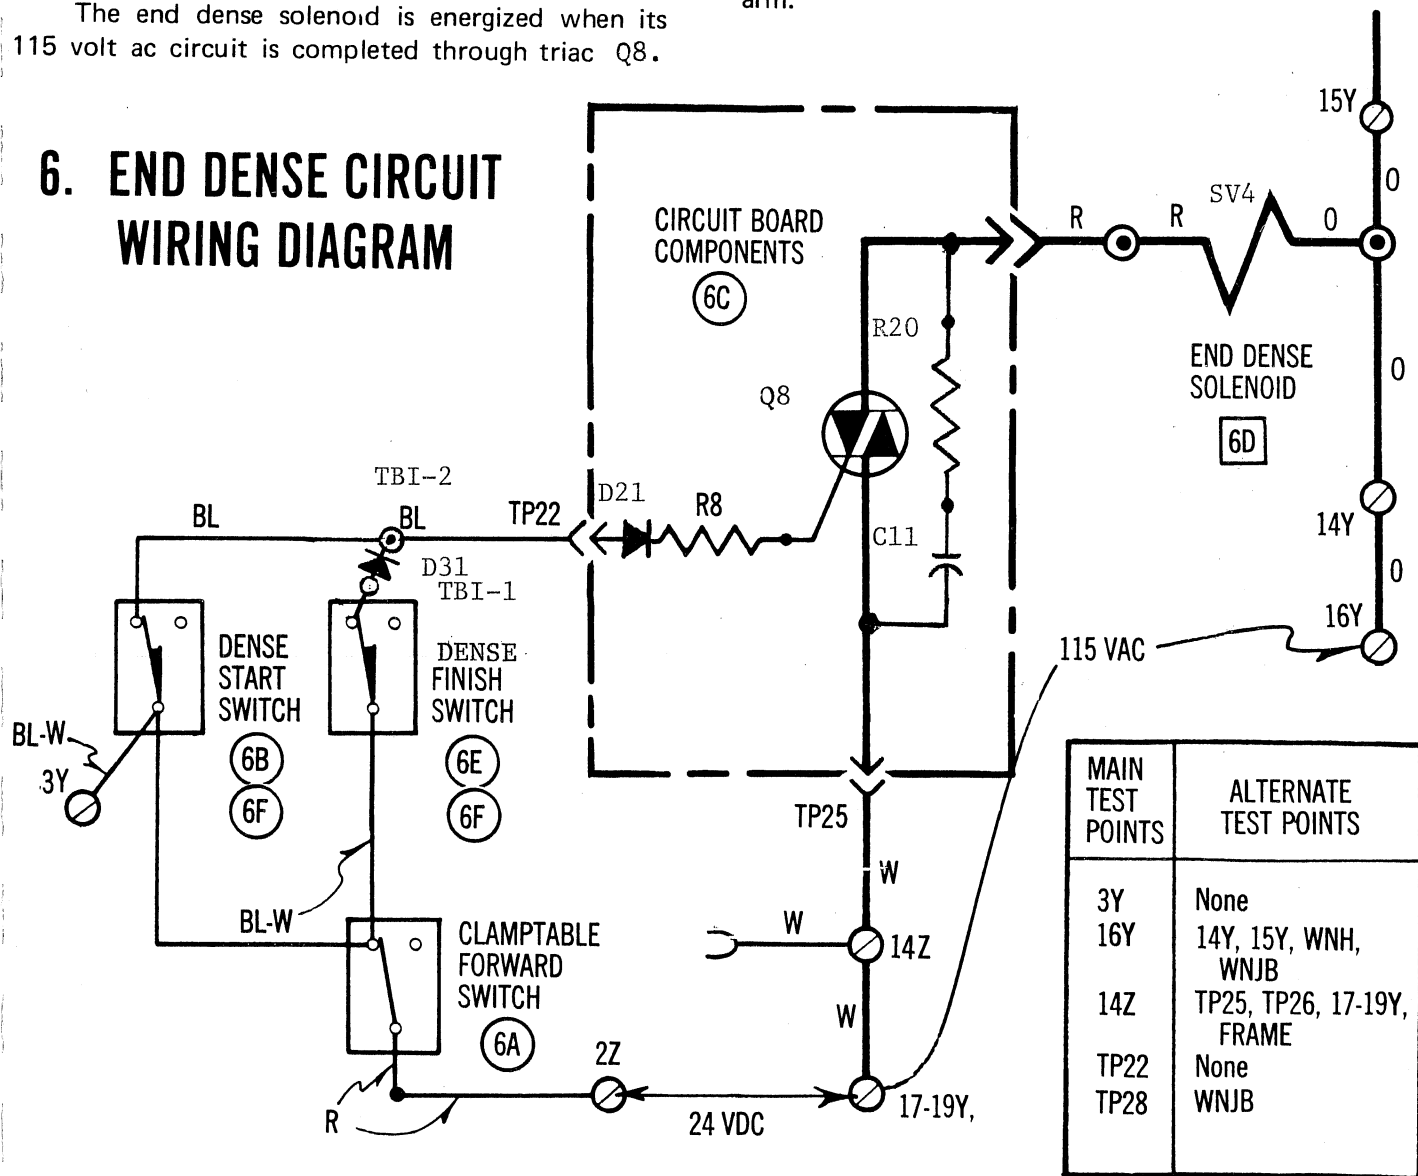 The end dense solenoid is energized when its
115 volt ac circuit is completed through triac Q8.
arm.
6. END DENSE CIRCUIT
WIRING DIAGRAM
CIRCUIT BOARD
COMPONENTS
6C
15Y
O
R
R
SV4
O
R20
Q8
END DENSE
SOLENOID
6D
O
14Y
O
16Y
TBI-2
BL
BL
TP22
D21
R8
C11
D31
TBI-1
DENSE
START
SWITCH
6B
6F
DENSE
FINISH
SWITCH
6E
6F
115 VAC
BL-W
3Y
TP25
W
BL-W
W
14Z
CLAMPTABLE
FORWARD
SWITCH
6A
W
2Z
R
24 VDC
17-19Y,
MAIN
TEST
POINTS
ALTERNATE
TEST POINTS
3Y None
16Y 14Y, 15Y, WNH,
WNJB
14Z TP25, TP26, 17-19Y,
FRAME
TP22 None
TP28 WNJB